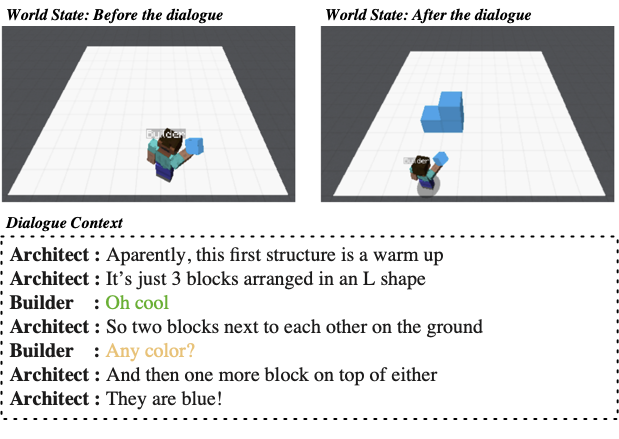 World State: Before the dialogue
World State: After the dialogue
Builder
Builder
Dialogue Context
Architect : Aparently, this first structure is a warm up
Architect : It's just 3 blocks arranged in an L shape
Builder : Oh cool
Architect : So two blocks next to each other on the ground
Builder : Any color?
Architect : And then one more block on top of either
Architect : They are blue!